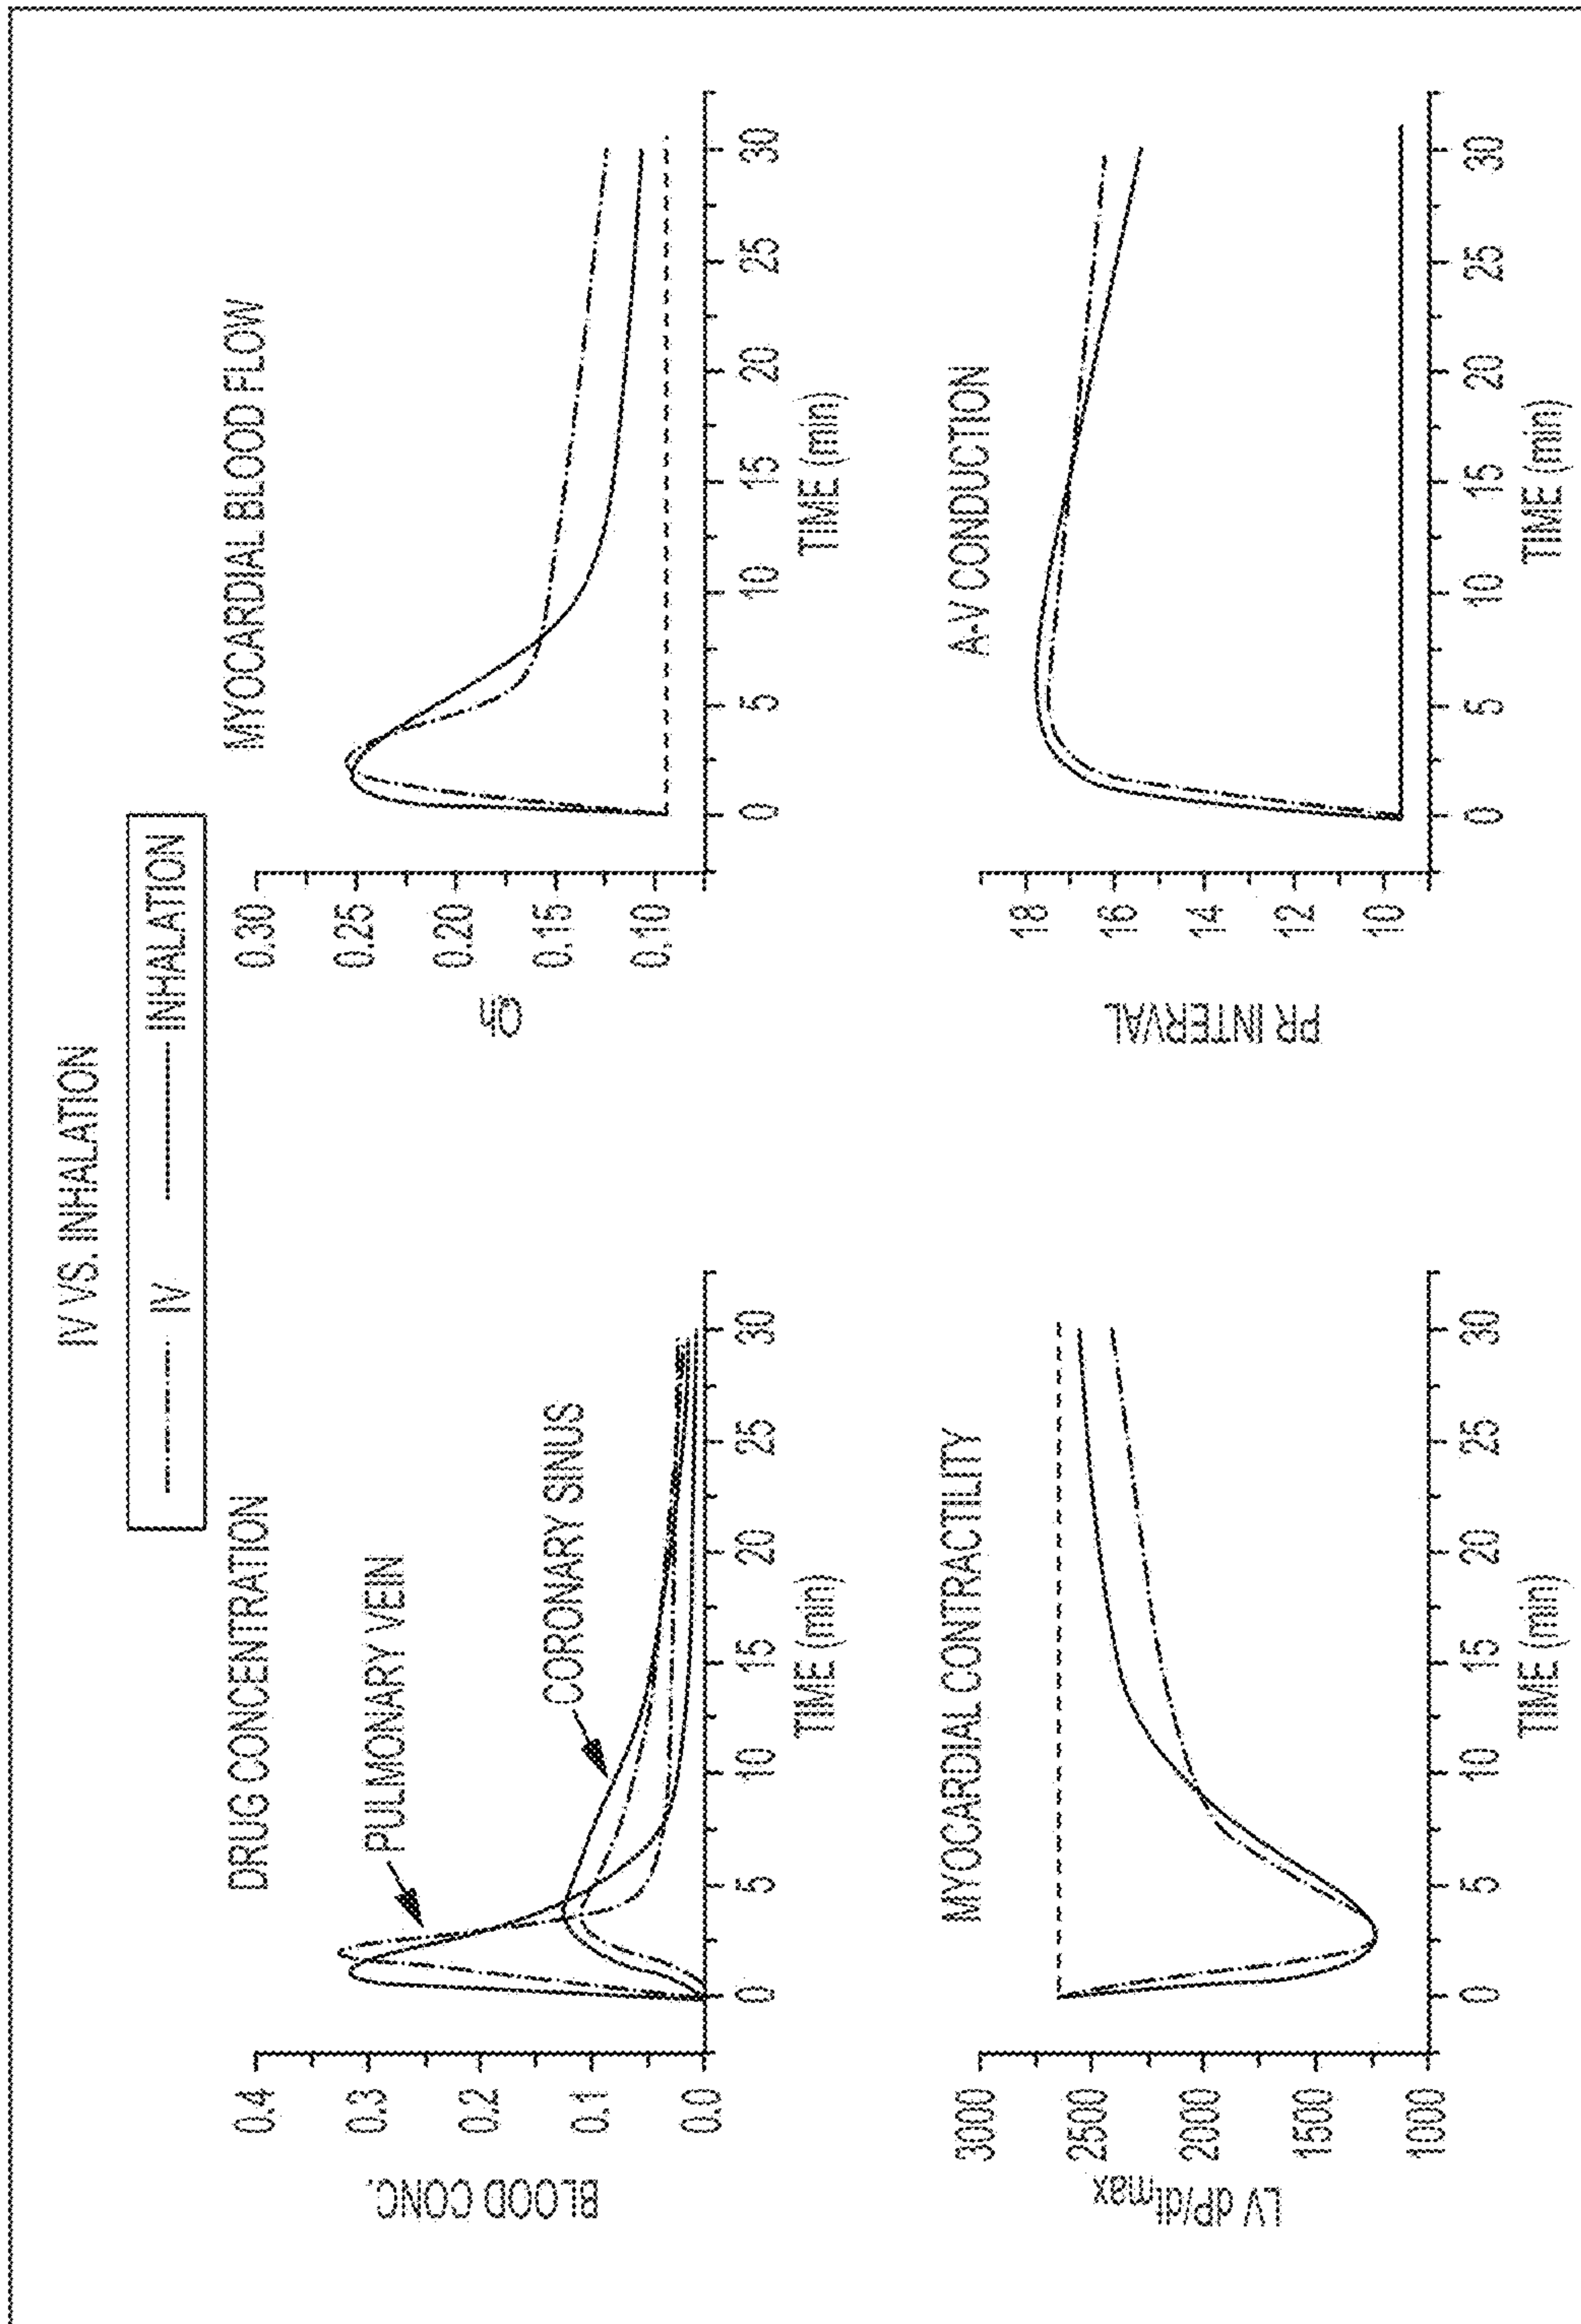 IV VS. INHALATION
IV INHALATION
DRUG CONCENTRATION
BLOOD CONC.
0.4
0.3
0.2
0.1
0.0
PULMONARY VEIN
CORONARY SINUS
0 5 10 15 20 25 30
TIME (min)
MYOCARDIAL BLOOD FLOW
Qh
0.30
0.25
0.20
0.15
0.10
0 5 10 15 20 25 30
TIME (min)
MYOCARDIAL CONTRACTILITY
LV dP/dt max
3000
2500
2000
1500
1000
0 5 10 15 20 25 30
TIME (min)
A-V CONDUCTION
PR INTERVAL
18
16
14
12
10
0 5 10 15 20 25 30
TIME (min)